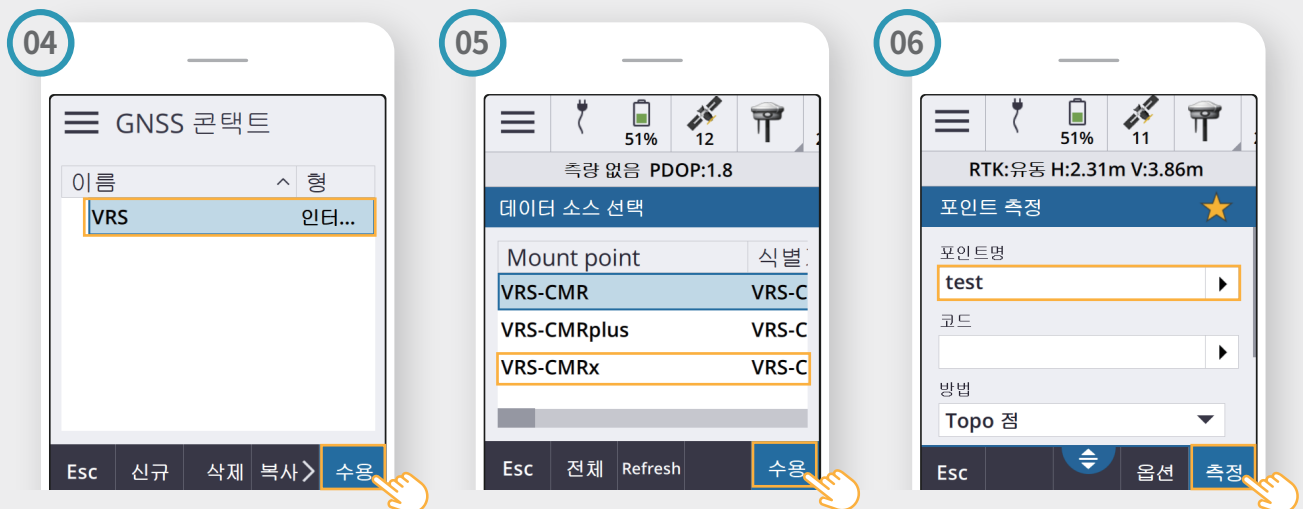 04
GNSS 콘택트
이름 형
VRS 인터...
Esc 신규 삭제 복사 수용
05
51% 12
측량 없음 PDOP:1.8
데이터 소스 선택
Mount point 식별
VRS-CMR VRS-C
VRS-CMRplus VRS-C
VRS-CMRx VRS-C
Esc 전체 Refresh 수용
06
51% 11
RTK:유동 H:2.31m V:3.86m
포인트 측정
포인트명
test
코드
방법
Topo 점
Esc 옵션 측정